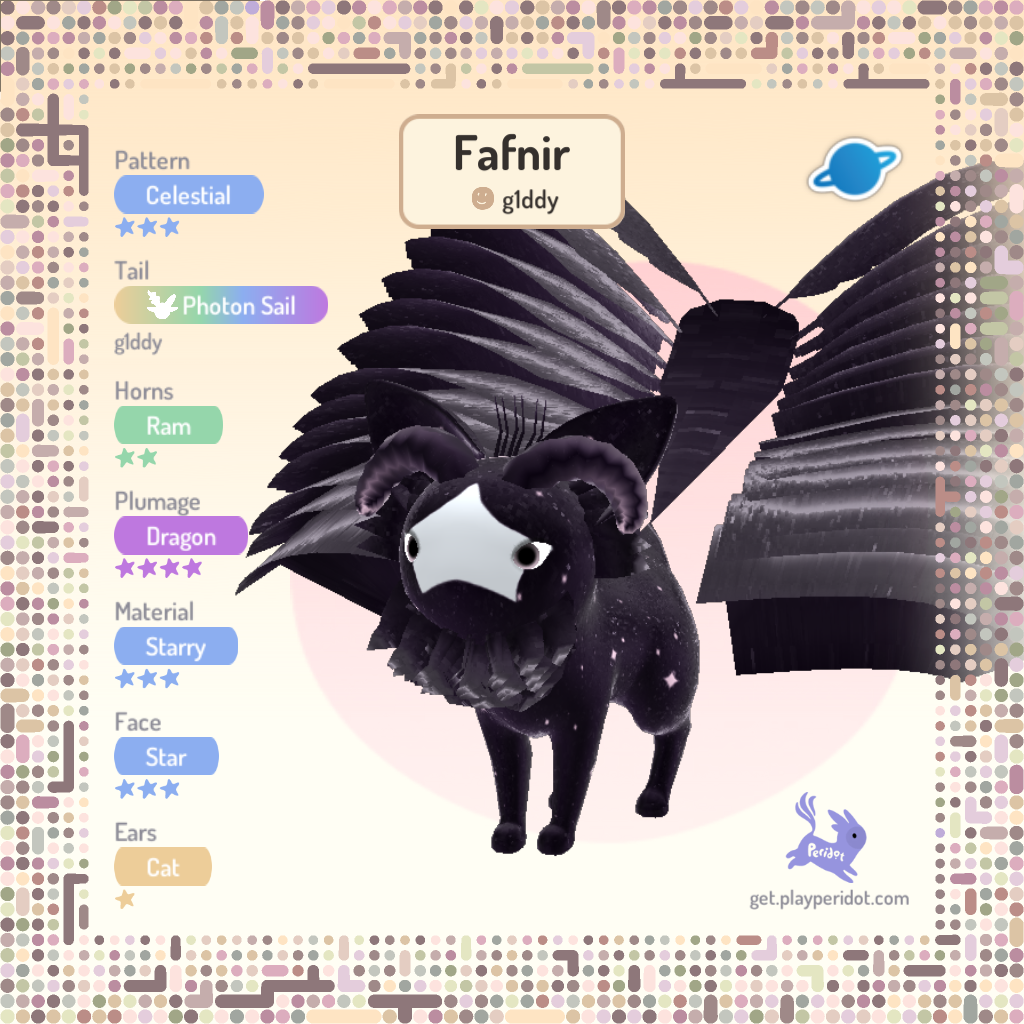 Fafnir
g1ddy
Pattern
Celestial
Tail
Photon Sail
g1ddy
Horns
Ram
Plumage
Dragon
Material
Starry
Face
Star
Ears
Cat
Peridot
get.playperidot.com